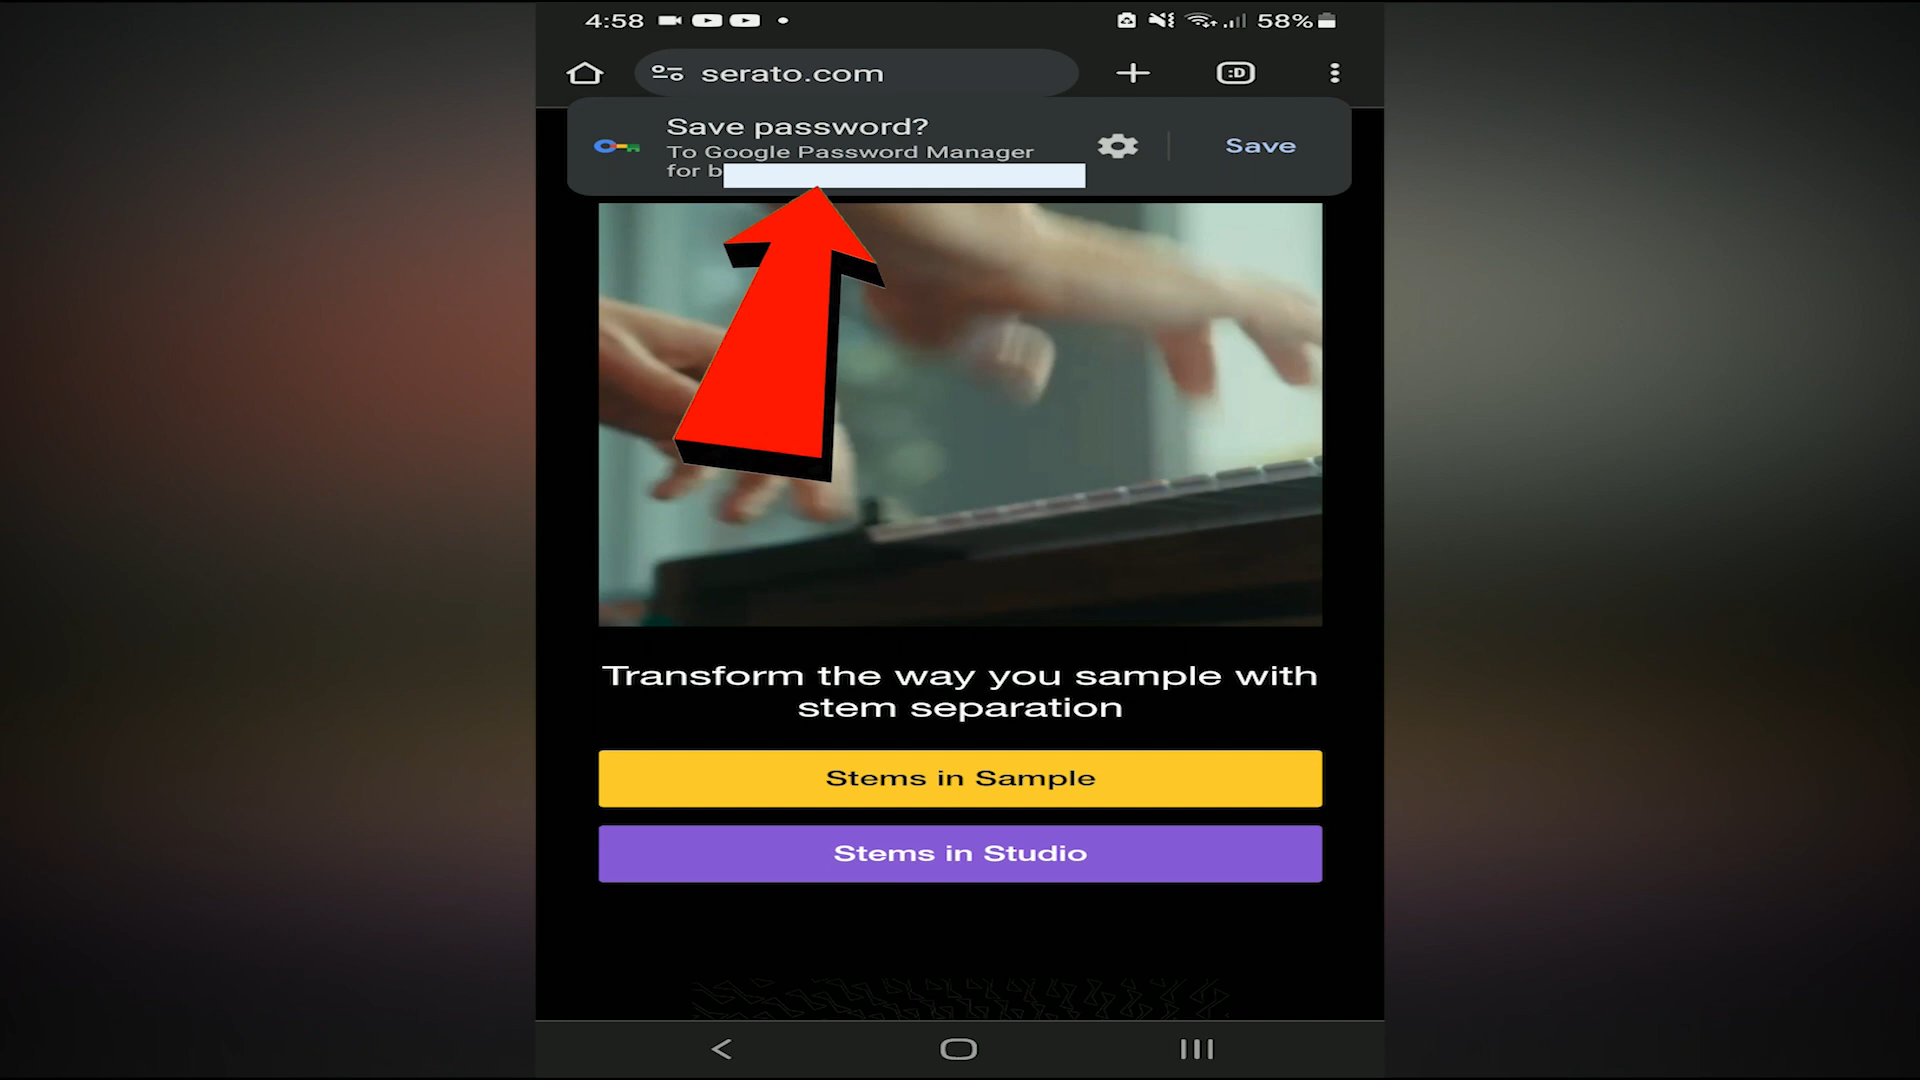 4:58
58%
serato.com
:D
Save password?
To Google Password Manager
for b
Save
Transform the way you sample with
stem separation
Stems in Sample
Stems in Studio